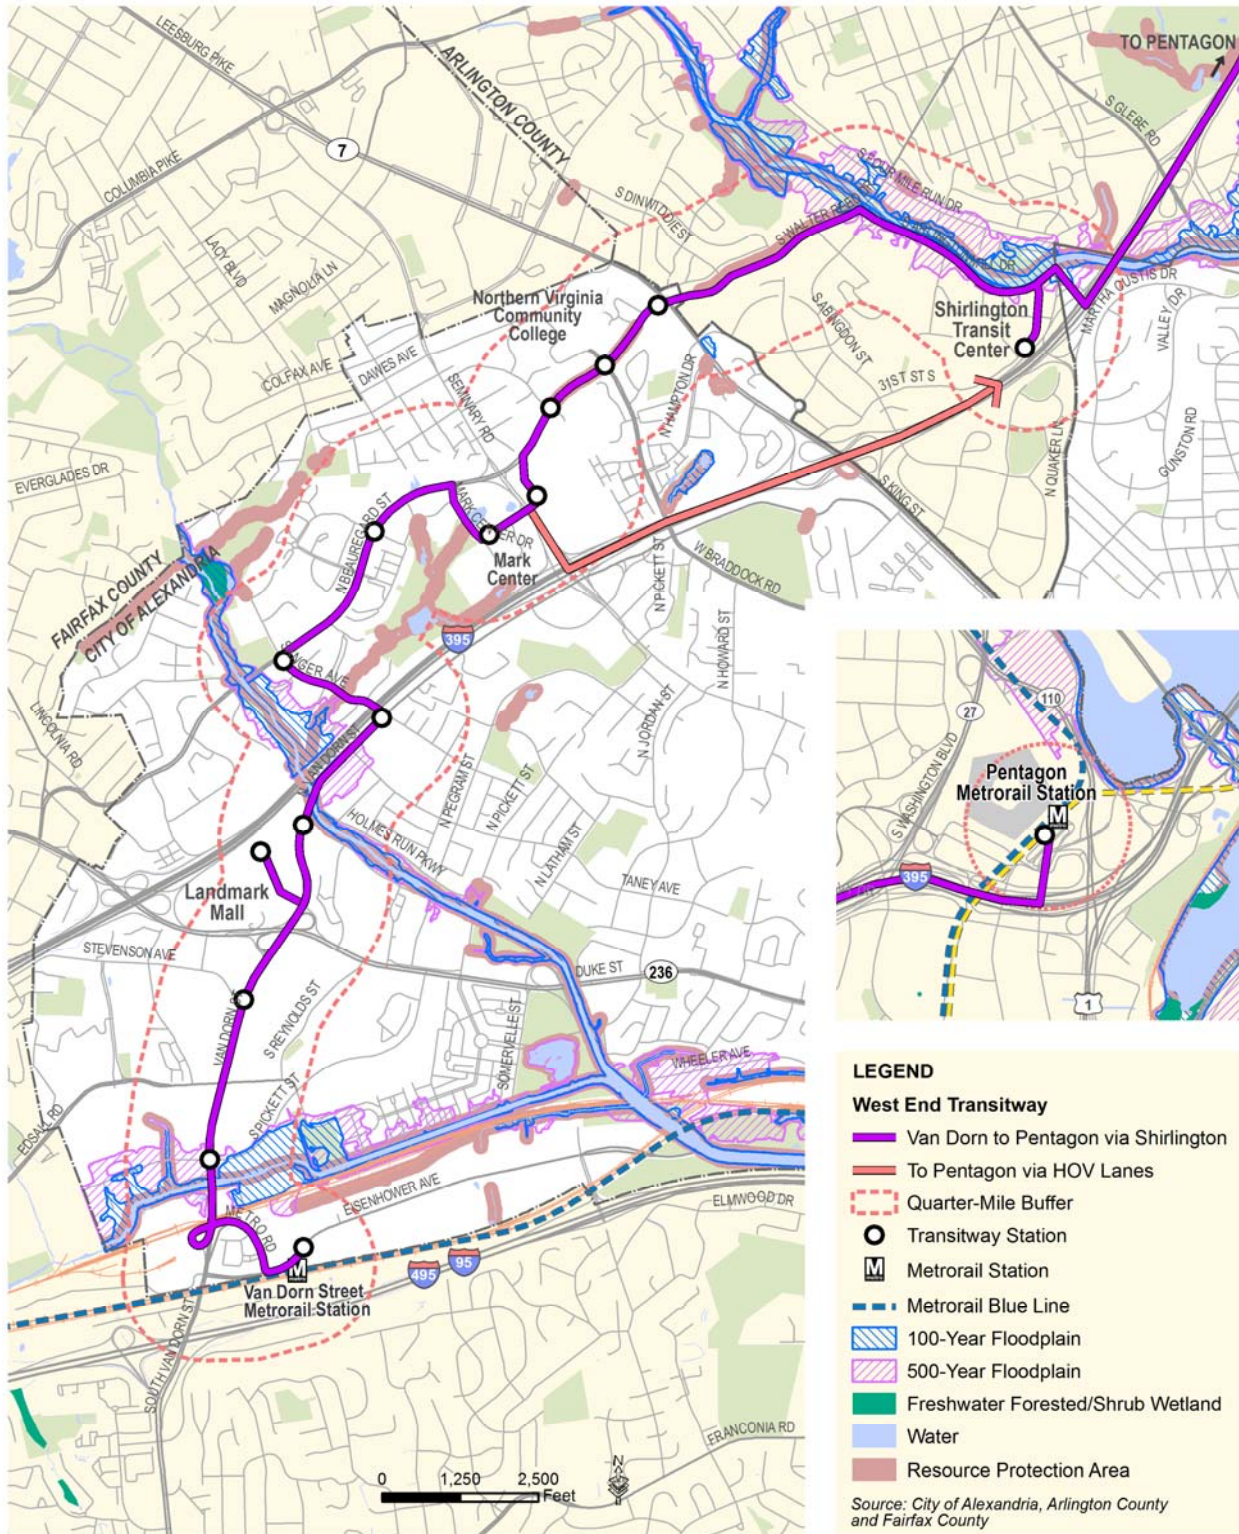 TO PENTAGON
LEESBURG PIKE
ARLINGTON COUNTY
S GLEBE RD
COLUMBIA PIKE
7
S FOUR MILE RUN DR
S DINWIDDIE ST
S WALTER REED DR
LACY BLVD
MAGNOLIA LN
MARTHA CUSTIS DR
VALLEY DR
Northern Virginia
Community
College
Shirlington
Transit
Center
S ABINGDON ST
31ST ST S
COLFAX AVE
DAWES AVE
SEMINARY RD
N HAMPTON DR
GUNSTON RD
N QUAKER LN
S KING ST
EVERGLADES DR
N BEAUREGARD ST
MARK CENTER DR
Mark
Center
W BRADDOCK RD
N PICKETT ST
FAIRFAX COUNTY
CITY OF ALEXANDRIA
395
N HOWARD ST
SANGER AVE
LINCOLNIA RD
N JORDAN ST
VAN DORN ST
N PEGRAM ST
N PICKETT ST
HOLMES RUN PKWY
N LATHAM ST
TANEY AVE
Landmark
Mall
STEVENSON AVE
DUKE ST
236
VAN DORN ST
S REYNOLDS ST
SOMERVELLE ST
WHEELER AVE
EDSALL RD
S PICKETT ST
EISENHOWER AVE
METRO RD
ELMWOOD DR
M
495
95
Van Dorn Street
Metrorail Station
SOUTH VAN DORN ST
FRANCONIA RD
0 1,250 2,500
Feet
N
110
27
S WASHINGTON BLVD
Pentagon
Metrorail Station
M
395
1
LEGEND
West End Transitway
Van Dorn to Pentagon via Shirlington
To Pentagon via HOV Lanes
Quarter-Mile Buffer
Transitway Station
M
Metrorail Station
Metrorail Blue Line
100-Year Floodplain
500-Year Floodplain
Freshwater Forested/Shrub Wetland
Water
Resource Protection Area
Source: City of Alexandria, Arlington County
and Fairfax County